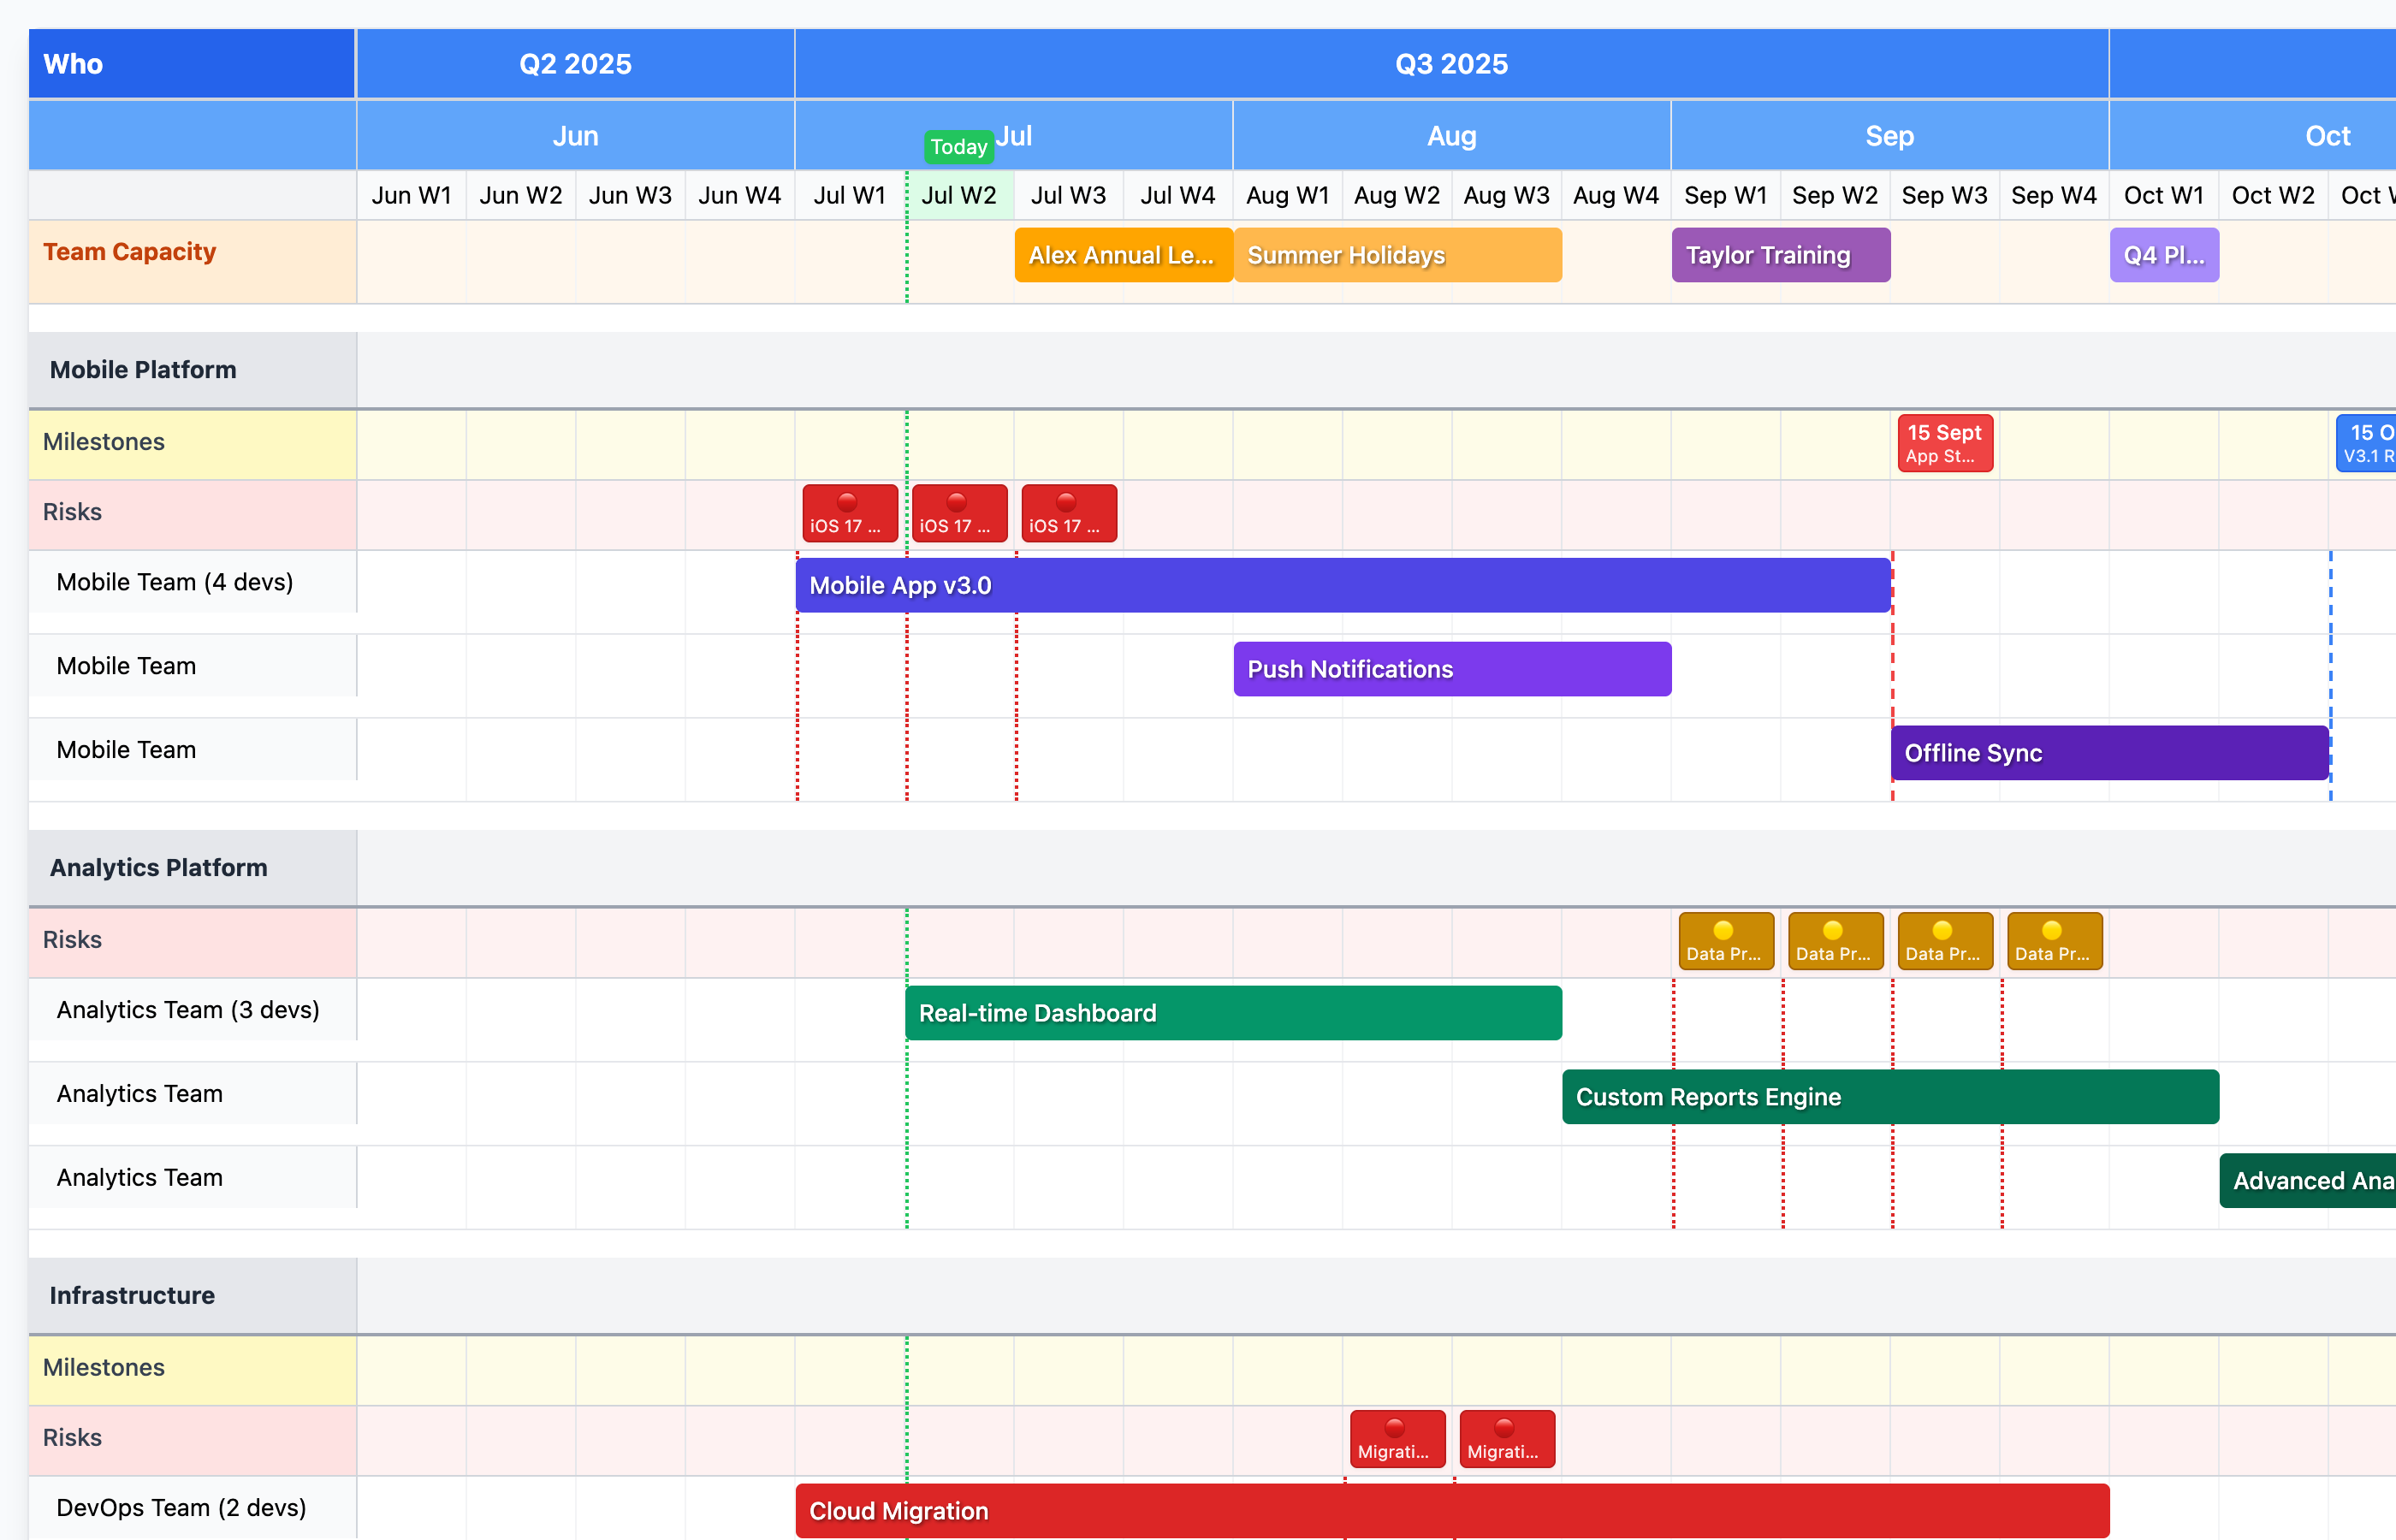 Who
Q2 2025
Q3 2025
Jun
Today
Jul
Aug
Sep
Oct
Jun W1
Jun W2
Jun W3
Jun W4
Jul W1
Jul W2
Jul W3
Jul W4
Aug W1
Aug W2
Aug W3
Aug W4
Sep W1
Sep W2
Sep W3
Sep W4
Oct W1
Oct W2
Oct
Team Capacity
Alex Annual Le...
Summer Holidays
Taylor Training
Q4 Pl...
Mobile Platform
Milestones
15 Sept
App St...
15 O
V3.1 R
Risks
iOS 17 ...
iOS 17 ...
iOS 17 ...
Mobile Team (4 devs)
Mobile App v3.0
Mobile Team
Push Notifications
Mobile Team
Offline Sync
Analytics Platform
Risks
Data Pr...
Data Pr...
Data Pr...
Data Pr...
Analytics Team (3 devs)
Real-time Dashboard
Analytics Team
Custom Reports Engine
Analytics Team
Advanced Ana
Infrastructure
Milestones
Risks
Migrati...
Migrati...
DevOps Team (2 devs)
Cloud Migration